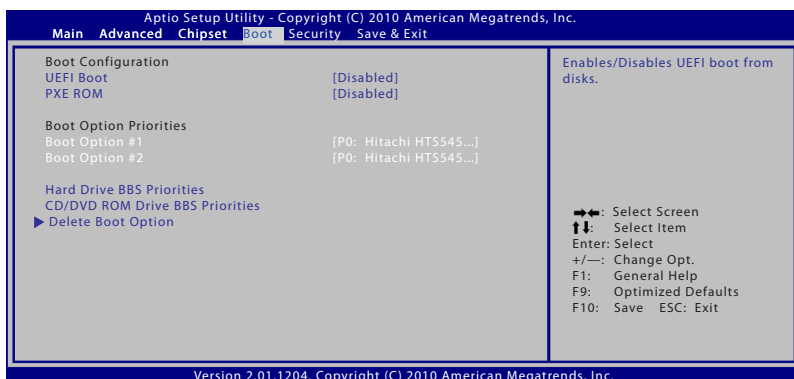 Aptio Setup Utility - Copyright (C) 2010 American Megatrends, Inc.
Main Advanced Chipset Boot Security Save & Exit
Boot Configuration
UEFI Boot [Disabled]
PXE ROM [Disabled]
Boot Option Priorities
Boot Option #1 [P0: Hitachi HTS545...]
Boot Option #2 [P0: Hitachi HTS545...]
Hard Drive BBS Priorities
CD/DVD ROM Drive BBS Priorities
Delete Boot Option
Enables/Disables UEFI boot from
disks.
→←: Select Screen
↑↓: Select Item
Enter: Select
+/—: Change Opt.
F1: General Help
F9: Optimized Defaults
F10: Save ESC: Exit
Version 2.01.1204. Copyright (C) 2010 American Megatrends, Inc.